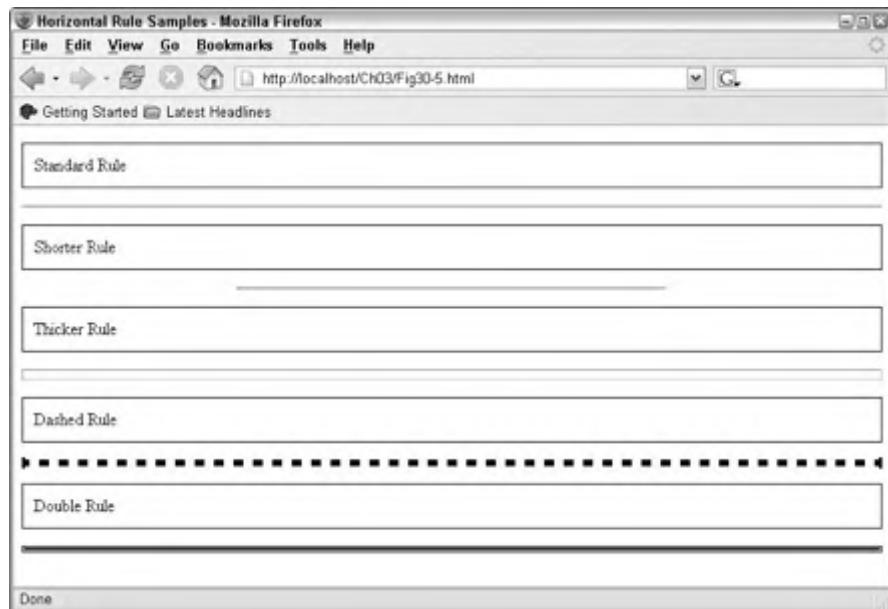 Horizontal Rule Samples - Mozilla Firefox
File Edit View Go Bookmarks Tools Help
http://localhost/Ch03/Fig30-5.html
G
Getting Started Latest Headlines
Standard Rule
Shorter Rule
Thicker Rule
Dashed Rule
Double Rule
Done